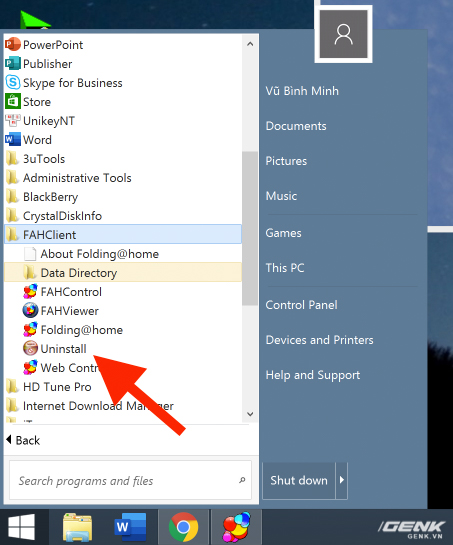 PowerPoint
Publisher
Skype for Business
Store
UnikeyNT
Word
3uTools
Administrative Tools
BlackBerry
CrystalDiskInfo
FAHClient
About Folding@home
Data Directory
FAHControl
FAHViewer
Folding@home
Uninstall
Web Contr
HD Tune Pro
Internet Download Manager
Back
Search programs and files
Vũ Bình Minh
Documents
Pictures
Music
Games
This PC
Control Panel
Devices and Printers
Help and Support
Shut down
GENK
GENK.VN